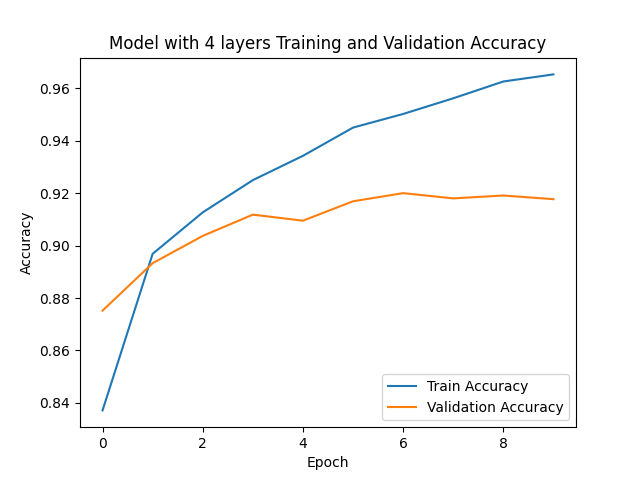 Model with 4 layers Training and Validation Accuracy
0.96
0.94
0.92
0.90
0.88
0.86
0.84
Accuracy
Train Accuracy
Validation Accuracy
0 2 4 6 8
Epoch